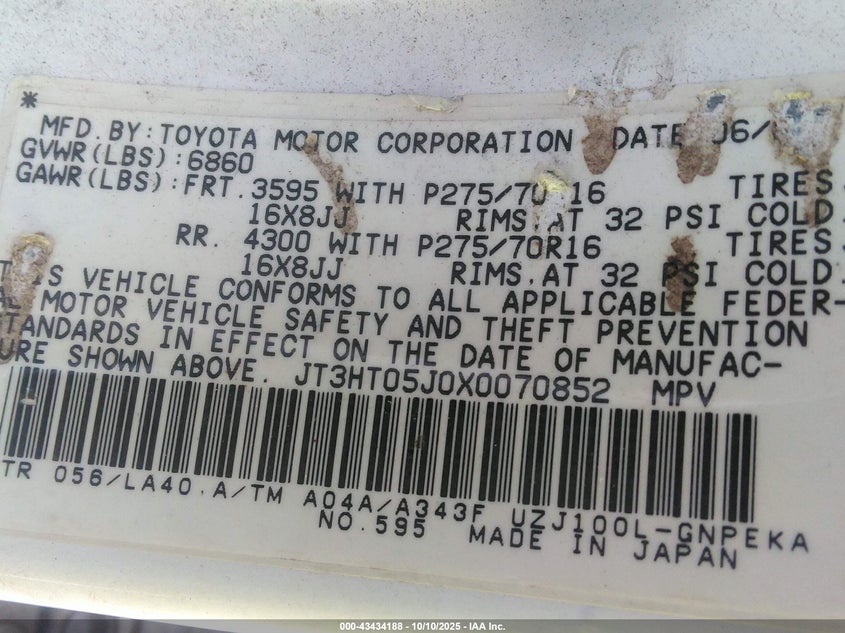 *
MFD. BY: TOYOTA MOTOR CORPORATION DATE 06/
GVWR(LBS): 6860
GAWR(LBS): FRT. 3595 WITH P275/70 16 TIRES.
16X8JJ RIMS, AT 32 PSI COLD.
RR. 4300 WITH P275/70R16 TIRES.
16X8JJ RIMS, AT 32 PSI COLD.
THIS VEHICLE CONFORMS TO ALL APPLICABLE FEDER-
AL MOTOR VEHICLE SAFETY AND THEFT PREVENTION
STANDARDS IN EFFECT ON THE DATE OF MANUFAC-
URE SHOWN ABOVE. JT3HT05J0X0070852 MPV
TR 056/LA40. A/TM A04A/A343F UZJ100L-GNPEKA
NO.595 MADE IN JAPAN
000-43434188 - 10/10/2025 - IAA Inc.